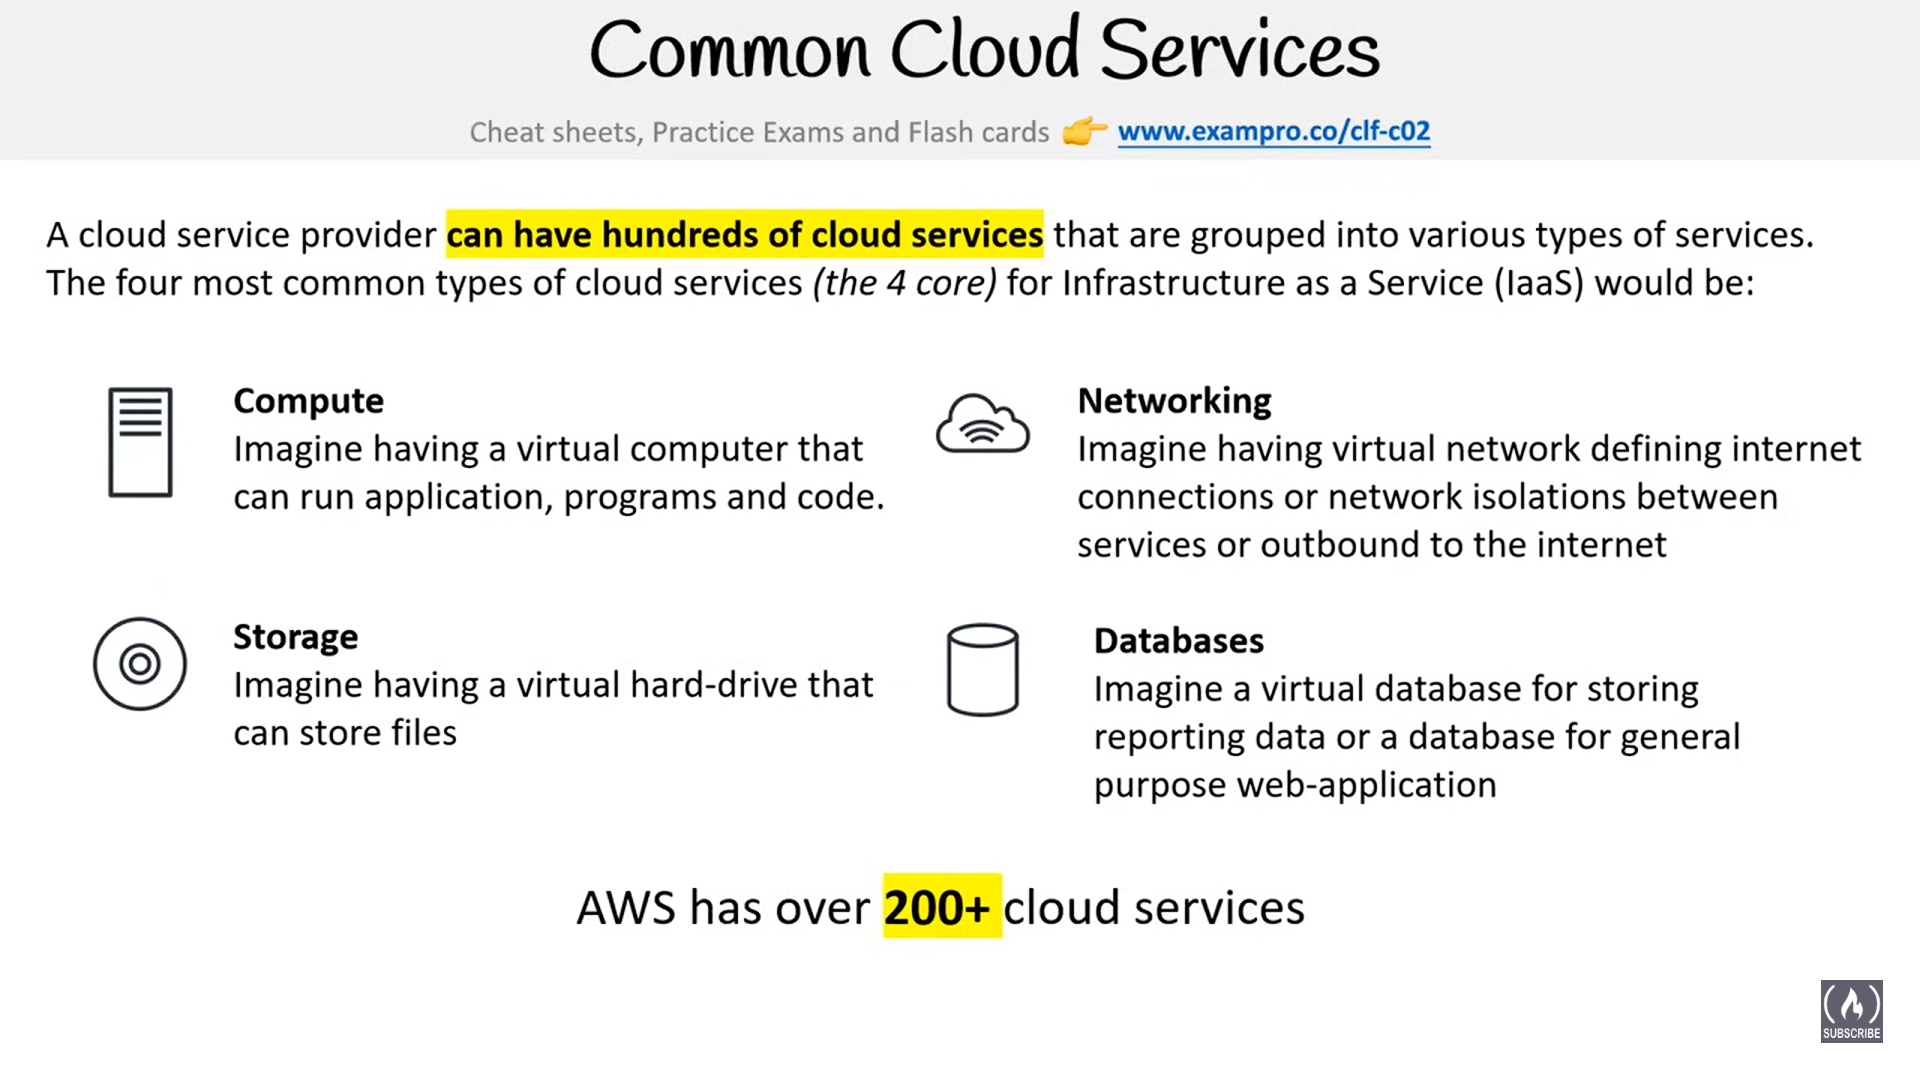 Common Cloud Services
Cheat sheets, Practice Exams and Flash cards 👉 www.exampro.co/clf-c02
A cloud service provider can have hundreds of cloud services that are grouped into various types of services.
The four most common types of cloud services (the 4 core) for Infrastructure as a Service (IaaS) would be:
Compute
Imagine having a virtual computer that
can run application, programs and code.
Networking
Imagine having virtual network defining internet
connections or network isolations between
services or outbound to the internet
Storage
Imagine having a virtual hard-drive that
can store files
Databases
Imagine a virtual database for storing
reporting data or a database for general
purpose web-application
AWS has over 200+ cloud services
SUBSCRIBE